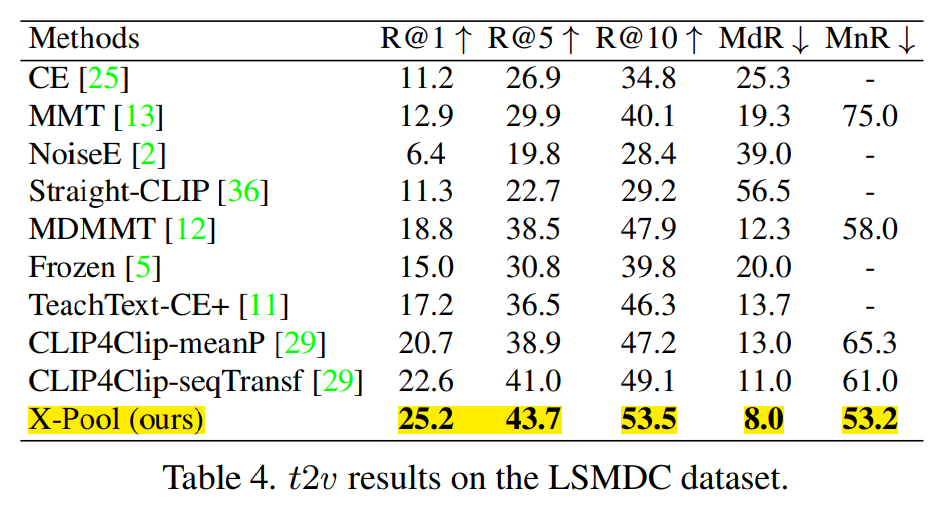 Methods R@1 ↑ R@5 ↑ R@10 ↑ MdR ↓ MnR ↓
CE [25] 11.2 26.9 34.8 25.3 -
MMT [13] 12.9 29.9 40.1 19.3 75.0
NoiseE [2] 6.4 19.8 28.4 39.0 -
Straight-CLIP [36] 11.3 22.7 29.2 56.5 -
MDMMT [12] 18.8 38.5 47.9 12.3 58.0
Frozen [5] 15.0 30.8 39.8 20.0 -
TeachText-CE+ [11] 17.2 36.5 46.3 13.7 -
CLIP4Clip-meanP [29] 20.7 38.9 47.2 13.0 65.3
CLIP4Clip-seqTransf [29] 22.6 41.0 49.1 11.0 61.0
X-Pool (ours) 25.2 43.7 53.5 8.0 53.2
Table 4. t2v results on the LSMDC dataset.